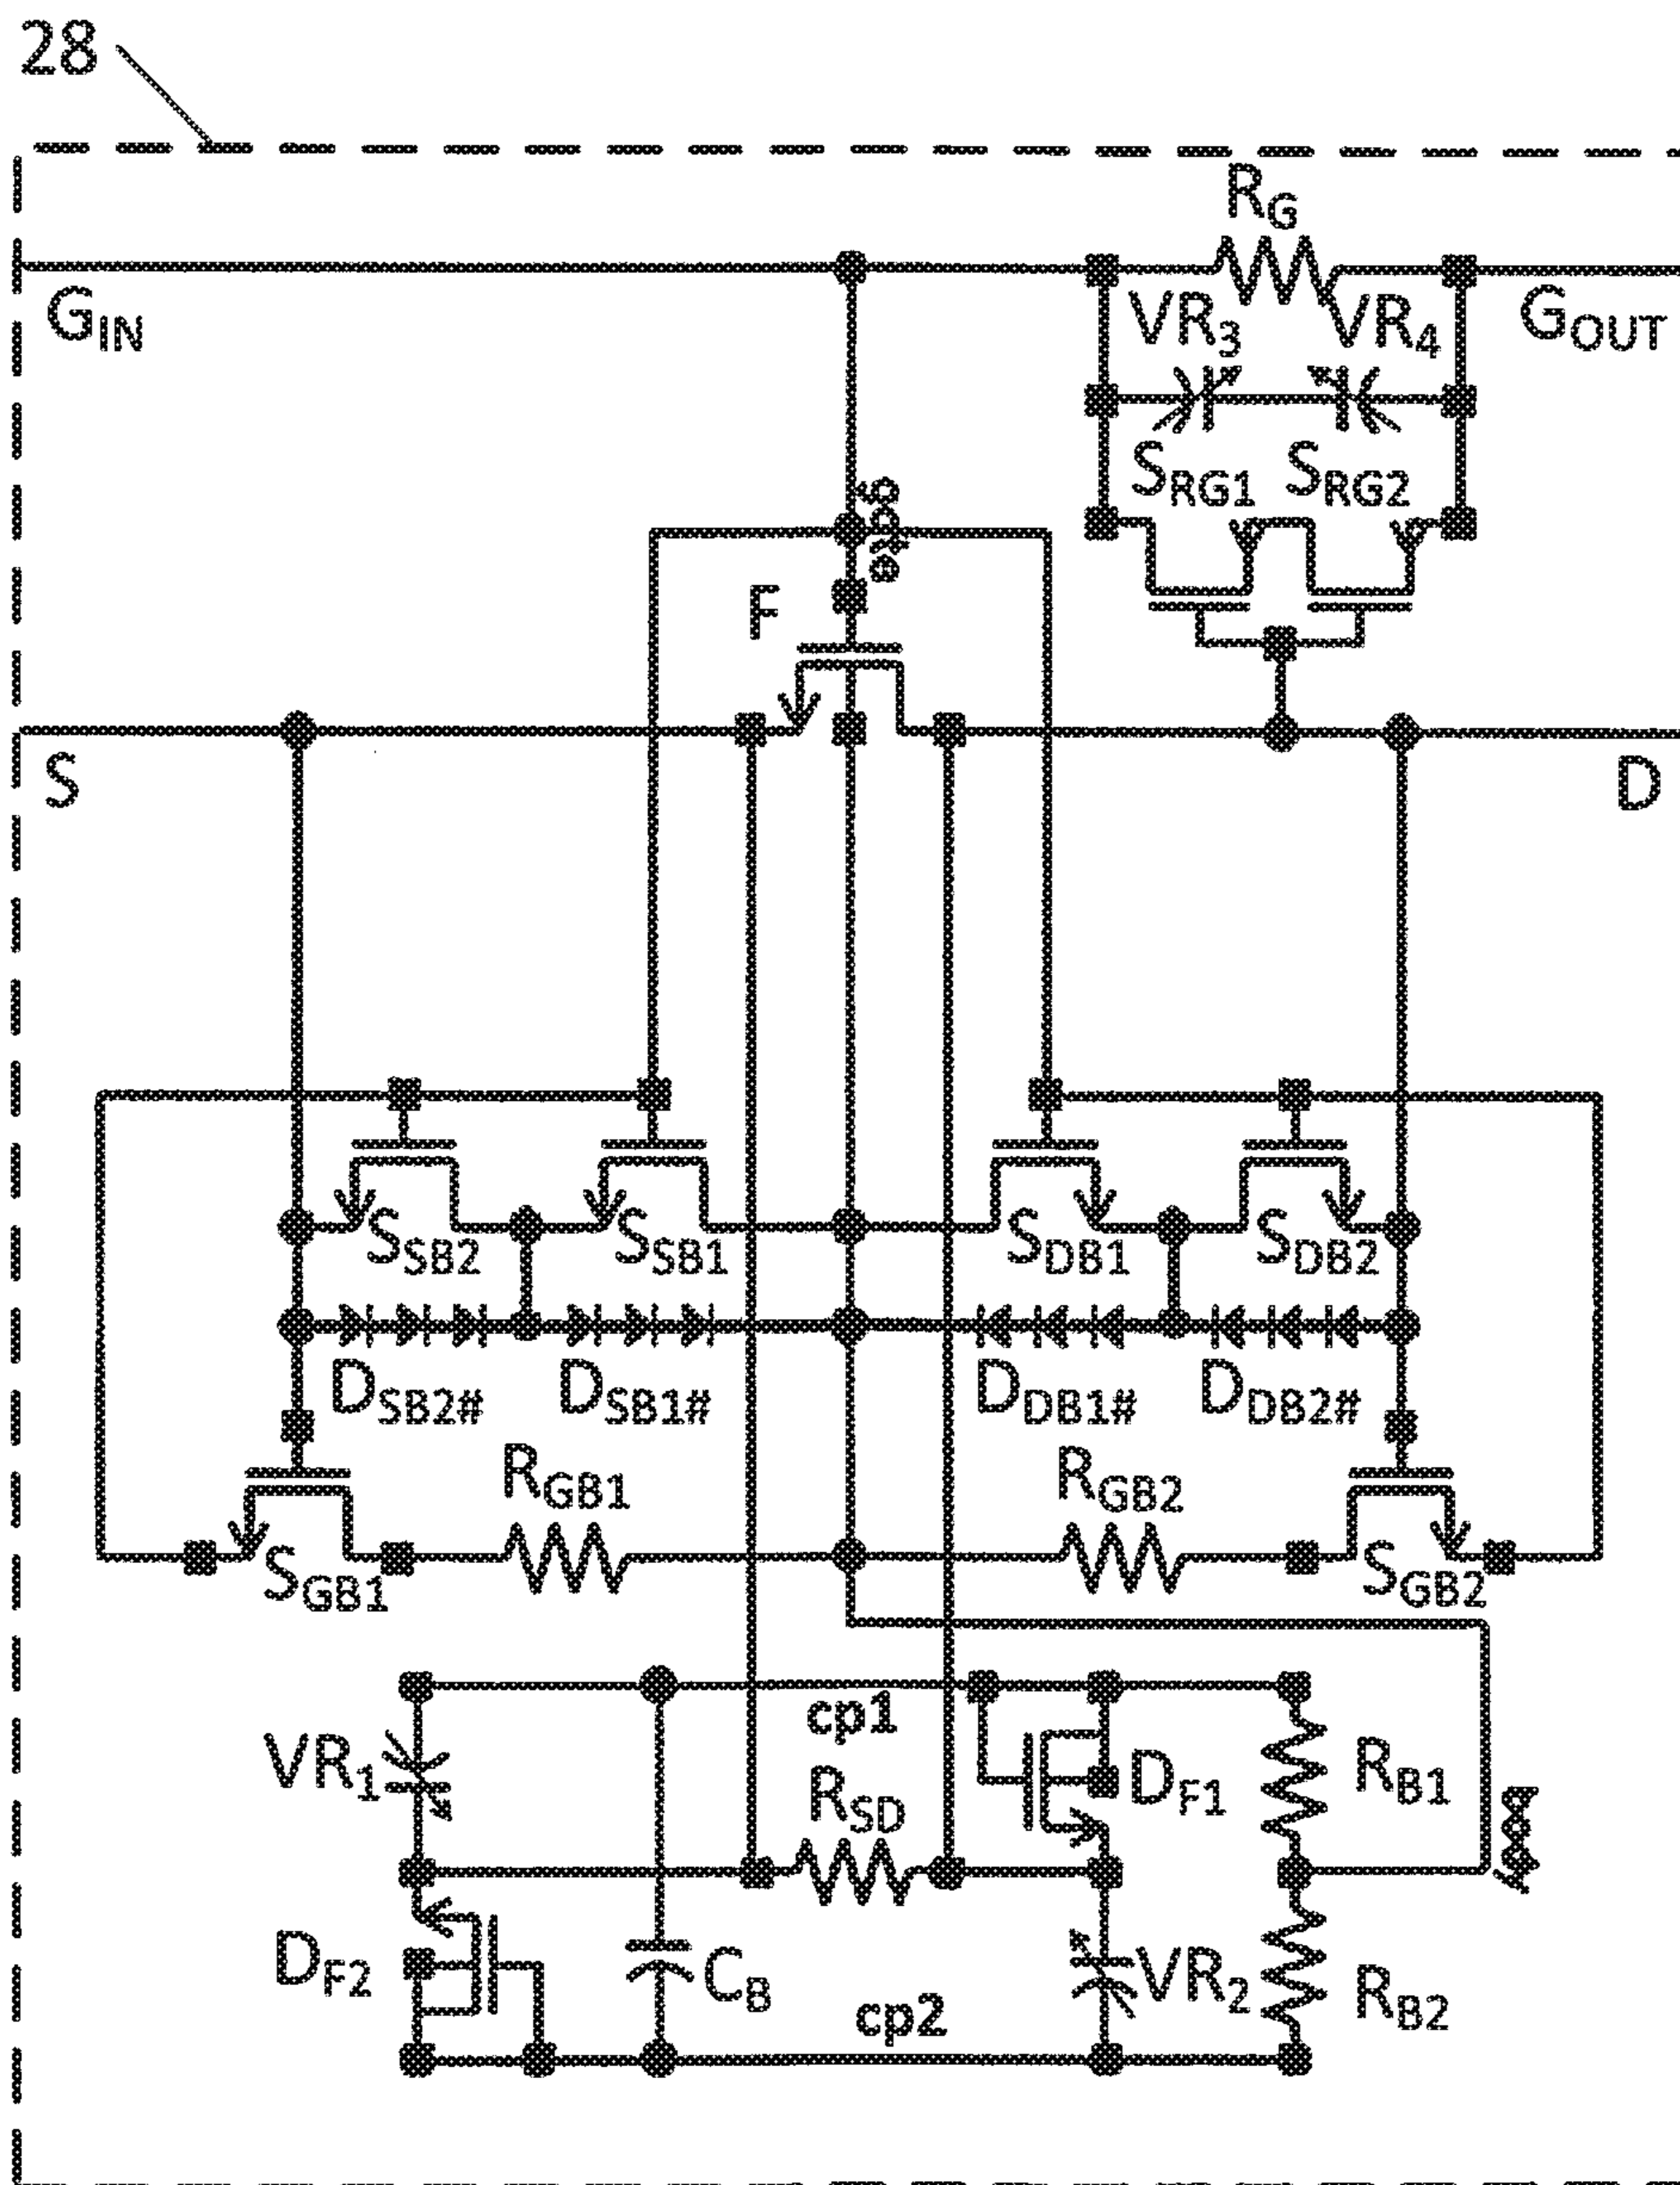 28
R_G
G_IN
VR_3 VR_4
G_OUT
S_RG1 S_RG2
gate
F
S
D
S_SB2 S_SB1 S_DB1 S_DB2
D_SB2# D_SB1# D_DB1# D_DB2#
R_GB1 R_GB2
S_GB1 S_GB2
cp1
VR_1
R_SD
D_F1
R_B1
D_F2
C_B
VR_2
cp2
R_B2